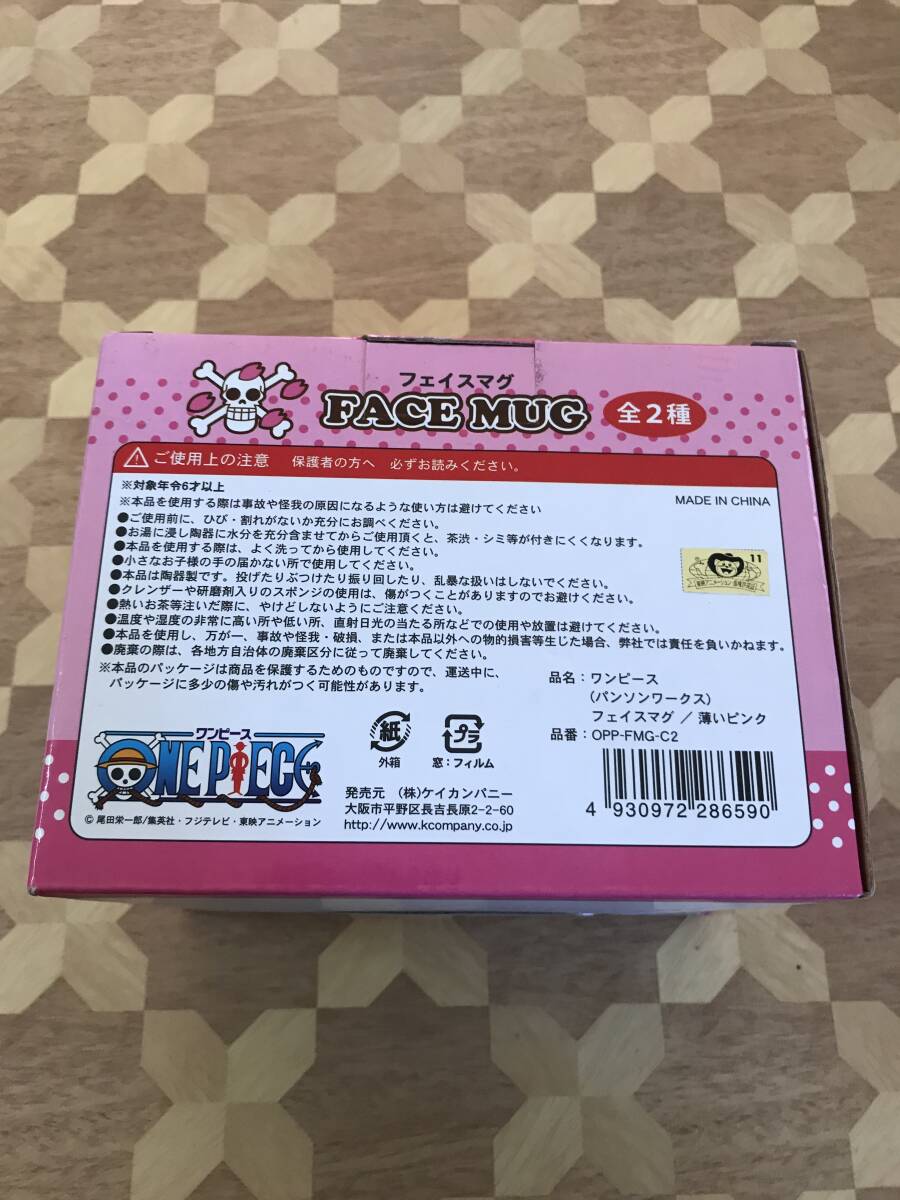 フェイスマグ
FACE MUG 全2種
ご使用上の注意 保護者の方へ 必ずお読みください。
※対象年令6才以上
※本品を使用する際は事故や怪我の原因になるような使い方は避けてください
MADE IN CHINA
●ご使用前に、ひび・割れがないか充分にお調べください。
●お湯に浸し陶器に水分を充分含ませてからご使用頂くと、茶渋・シミ等が付きにくくなります。
●本品を使用する際は、よく洗ってから使用してください。
●小さなお子様の手の届かない所で使用してください。
●本品は陶器製です。投げたりぶつけたり振り回したり、乱暴な扱いはしないでください。
●クレンザーや研磨剤入りのスポンジの使用は、傷がつくことがありますのでお避けください。
●熱いお茶等注いだ際に、やけどしないようにご注意ください。
●温度や湿度の非常に高い所や低い所、直射日光の当たる所などでの使用や放置は避けてください。
●本品を使用し、万が一、事故や怪我・破損、または本品以外への物的損害等生じた場合、弊社では責任を負いかねます。
●廃棄の際は、各地方自治体の廃棄区分に従って廃棄してください。
※本品のパッケージは商品を保護するためのものですので、運送中に、
パッケージに多少の傷や汚れがつく可能性があります。
11
品名：ワンピース
（パンソンワークス）
フェイスマグ ／ 薄いピンク
品番：OPP-FMG-C2
ワンピース
ONE PIECE
© 尾田栄一郎/集英社・フジテレビ・東映アニメーション
紙
外箱
プラ
窓：フィルム
発売元 （株）ケイカンパニー
大阪市平野区長吉長原2-2-60
http://www.kcompany.co.jp
4 930972 286590